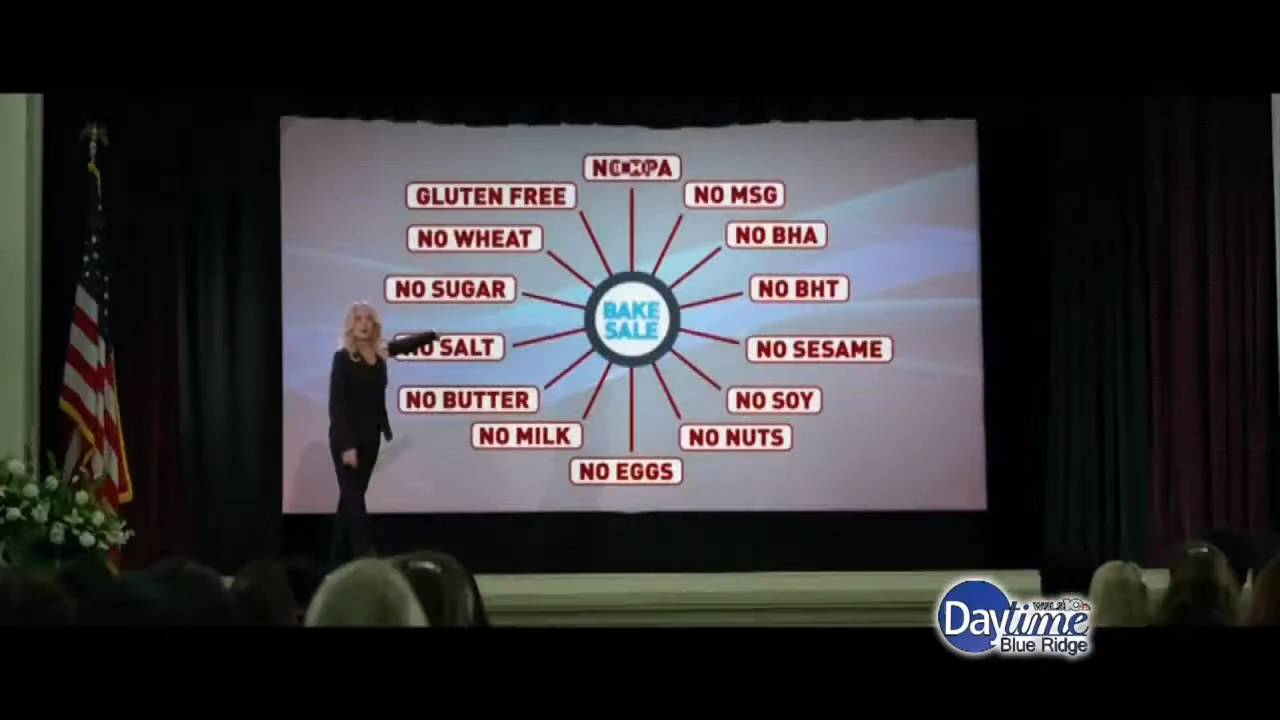 GLUTEN FREE
NO MSG
NO WHEAT
NO BHA
NO SUGAR
NO BHT
BAKE
SALE
NO SALT
NO SESAME
NO BUTTER
NO SOY
NO MILK
NO NUTS
NO EGGS
Daytime
Blue Ridge